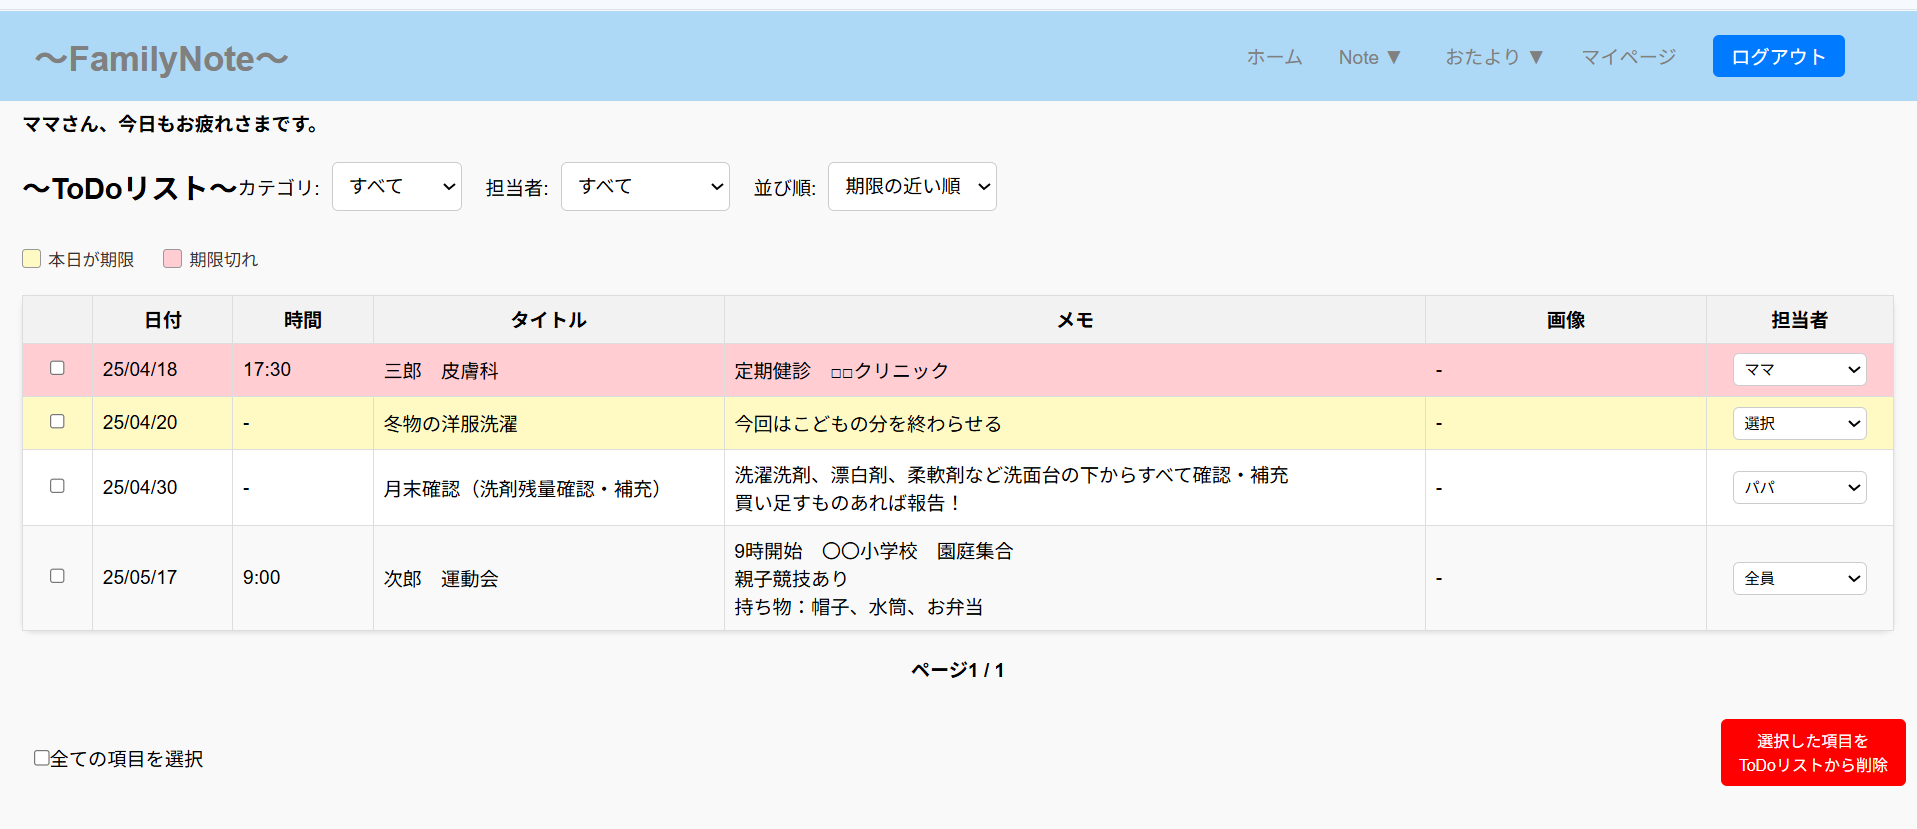 ～FamilyNote～
ホーム
Note ▼
おたより ▼
マイページ
ログアウト
ママさん、今日もお疲れさまです。
～ToDoリスト～カテゴリ: すべて 担当者: すべて 並び順: 期限の近い順
本日が期限 期限切れ
日付 時間 タイトル メモ 画像 担当者
25/04/18 17:30 三郎　皮膚科 定期健診　□□クリニック - ママ
25/04/20 - 冬物の洋服洗濯 今回はこどもの分を終わらせる - 選択
25/04/30 - 月末確認（洗剤残量確認・補充） 洗濯洗剤、漂白剤、柔軟剤など洗面台の下からすべて確認・補充
買い足すものあれば報告！ - パパ
25/05/17 9:00 次郎　運動会 9時開始　〇〇小学校　園庭集合
親子競技あり
持ち物：帽子、水筒、お弁当 - 全員
ページ1 / 1
全ての項目を選択
選択した項目を
ToDoリストから削除